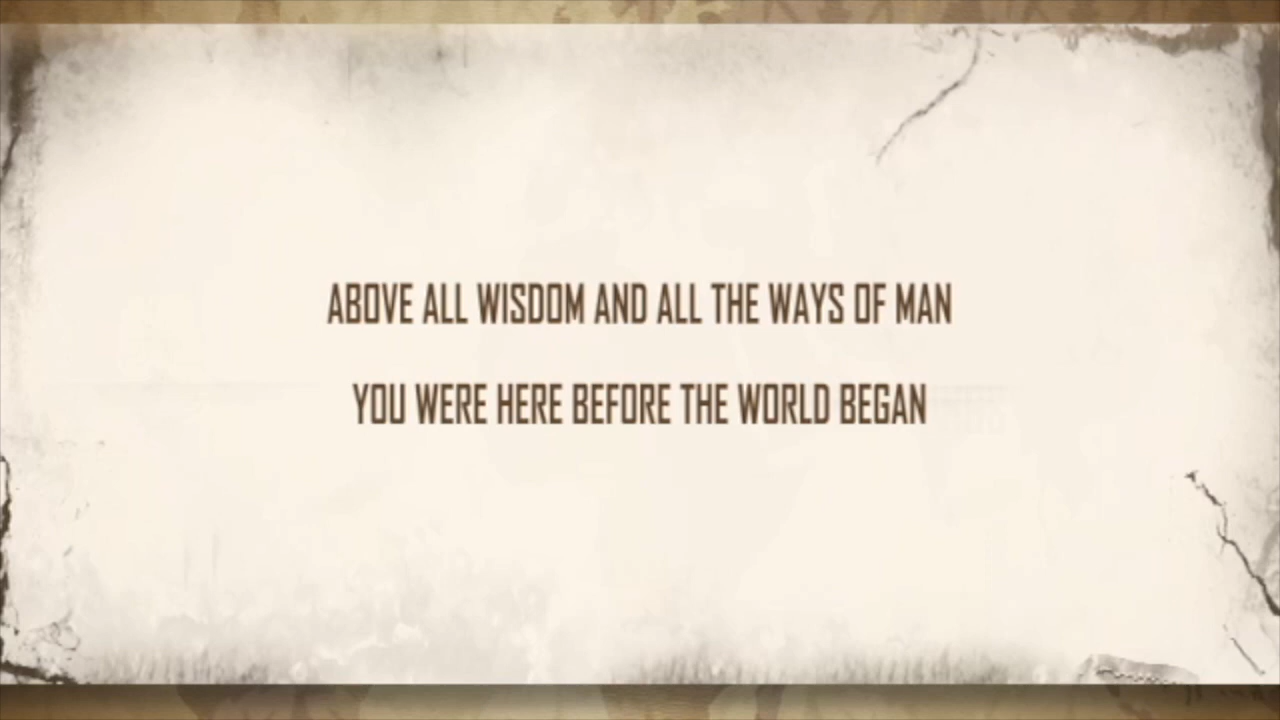 ABOVE ALL WISDOM AND ALL THE WAYS OF MAN
YOU WERE HERE BEFORE THE WORLD BEGAN